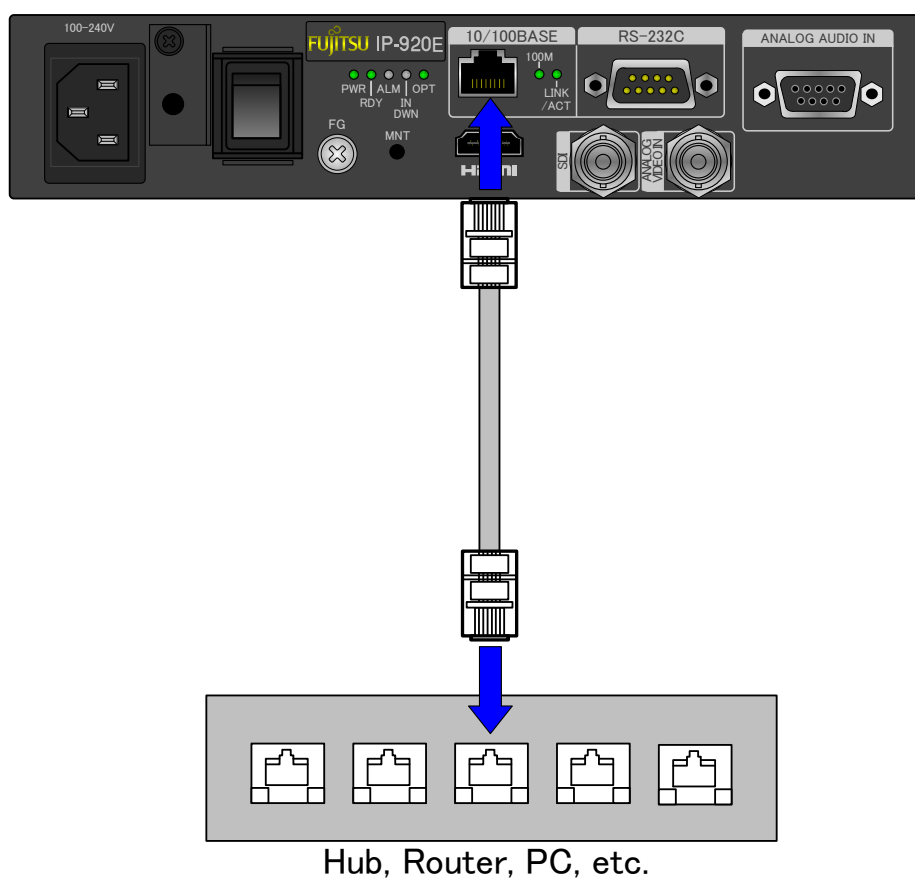 100-240V
FUJITSU IP-920E
10/100BASE
RS-232C
ANALOG AUDIO IN
100M
LINK
/ACT
PWR ALM OPT
RDY IN
DWN
FG
MNT
SDI
ANALOG
VIDEO IN
Hub, Router, PC, etc.